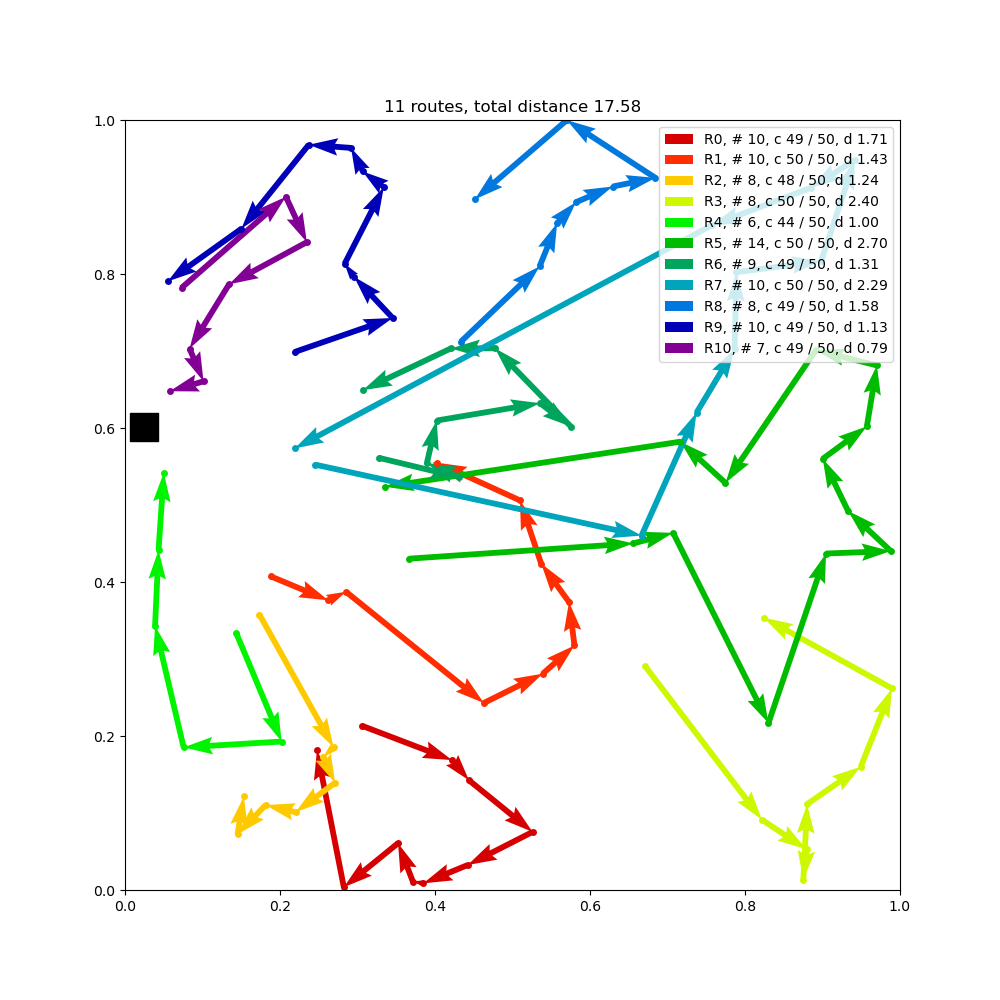 11 routes, total distance 17.58
1.0
0.8
0.6
0.4
0.2
0.0
0.0 0.2 0.4 0.6 0.8 1.0
R0, # 10, c 49 / 50, d 1.71
R1, # 10, c 50 / 50, d 1.43
R2, # 8, c 48 / 50, d 1.24
R3, # 8, c 50 / 50, d 2.40
R4, # 6, c 44 / 50, d 1.00
R5, # 14, c 50 / 50, d 2.70
R6, # 9, c 49 / 50, d 1.31
R7, # 10, c 50 / 50, d 2.29
R8, # 8, c 49 / 50, d 1.58
R9, # 10, c 49 / 50, d 1.13
R10, # 7, c 49 / 50, d 0.79